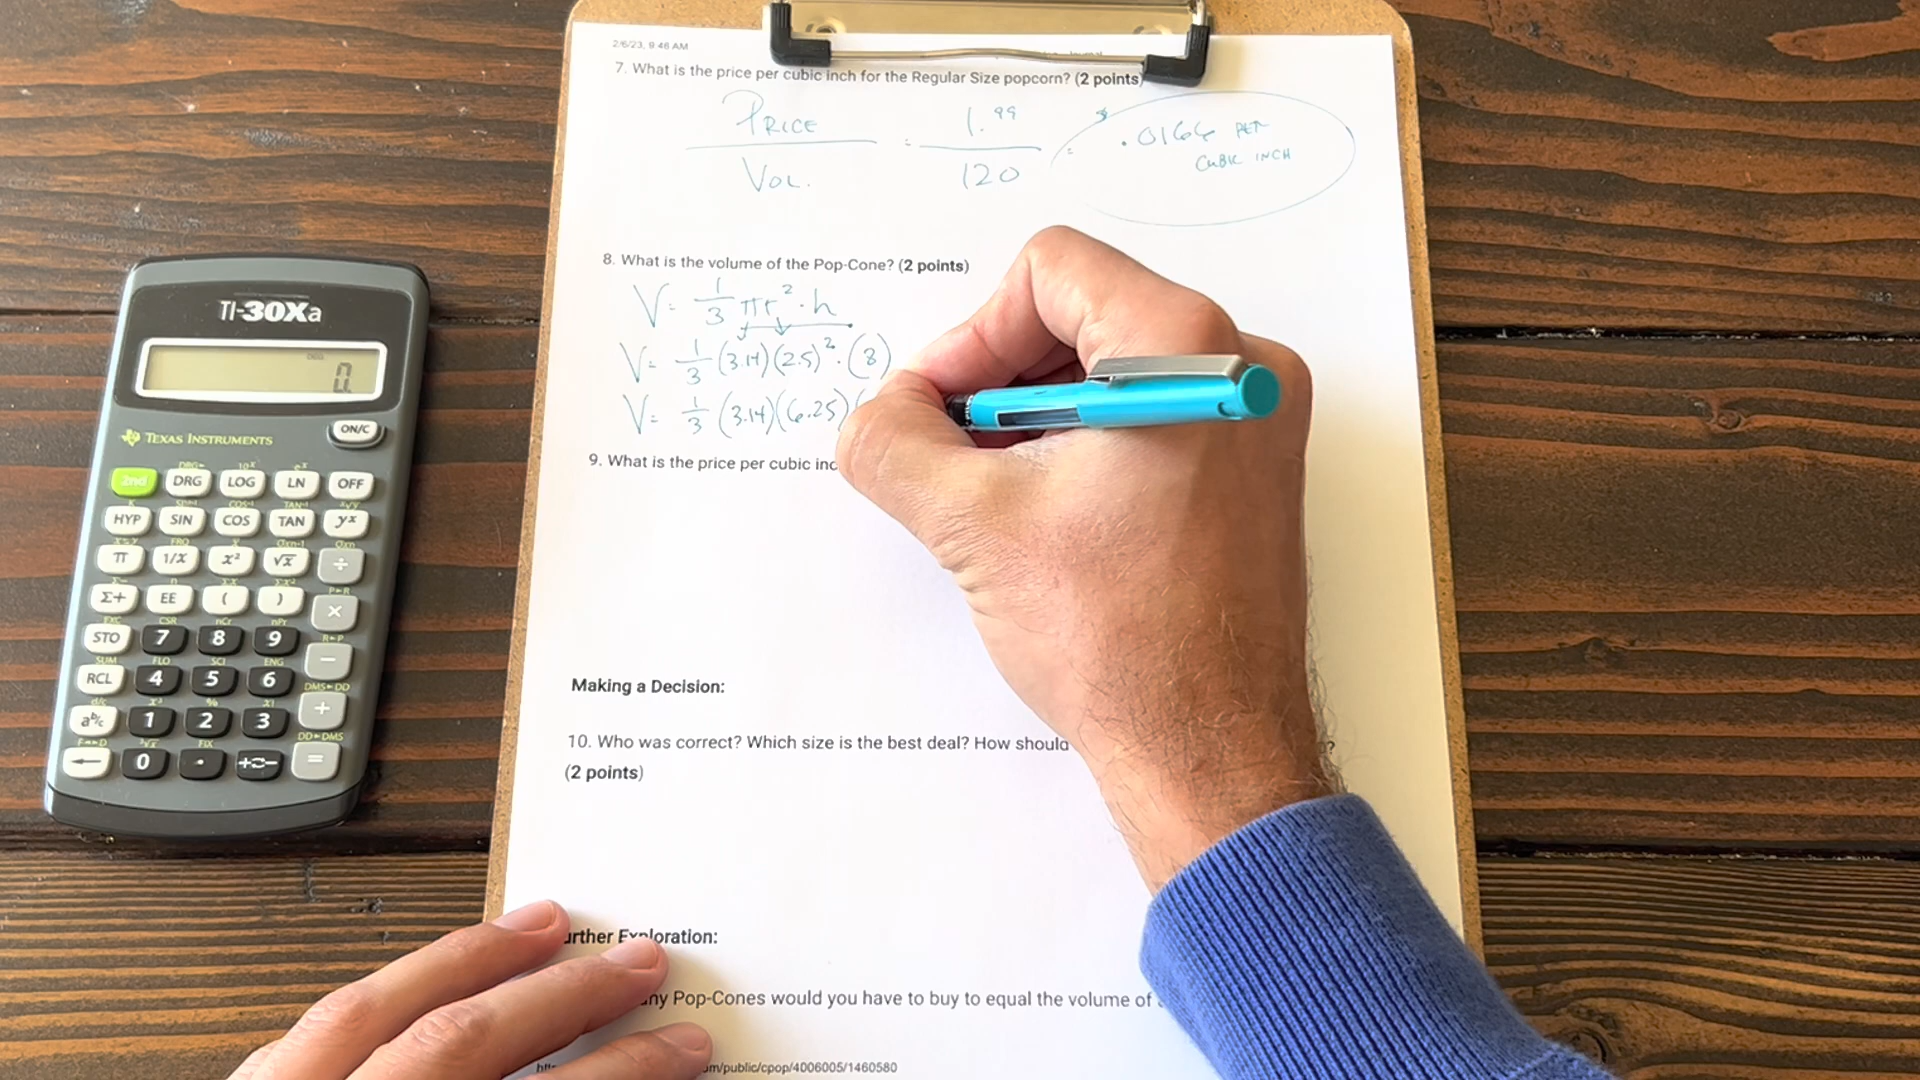 2/6/23, 9:46 AM
7. What is the price per cubic inch for the Regular Size popcorn? (2 points)
PRICE / VOL. = 1.99 / 120 = $.0166 PER CUBIC INCH
8. What is the volume of the Pop-Cone? (2 points)
V= 1/3 πr² · h
V= 1/3 (3.14)(2.5)² · (8)
V= 1/3 (3.14)(6.25)(
9. What is the price per cubic inc
Making a Decision:
10. Who was correct? Which size is the best deal? How should ?
(2 points)
urther Exploration:
ny Pop-Cones would you have to buy to equal the volume of
/public/cpop/4006005/1460580
TI-30Xa
DEG
0.
TEXAS INSTRUMENTS
ON/C
2nd DRG LOG LN OFF
HYP SIN COS TAN yˣ
π 1/x x² √x ÷
Σ+ EE ( ) ×
STO 7 8 9 −
RCL 4 5 6 +
a b/c 1 2 3
← 0 . +⇄− =